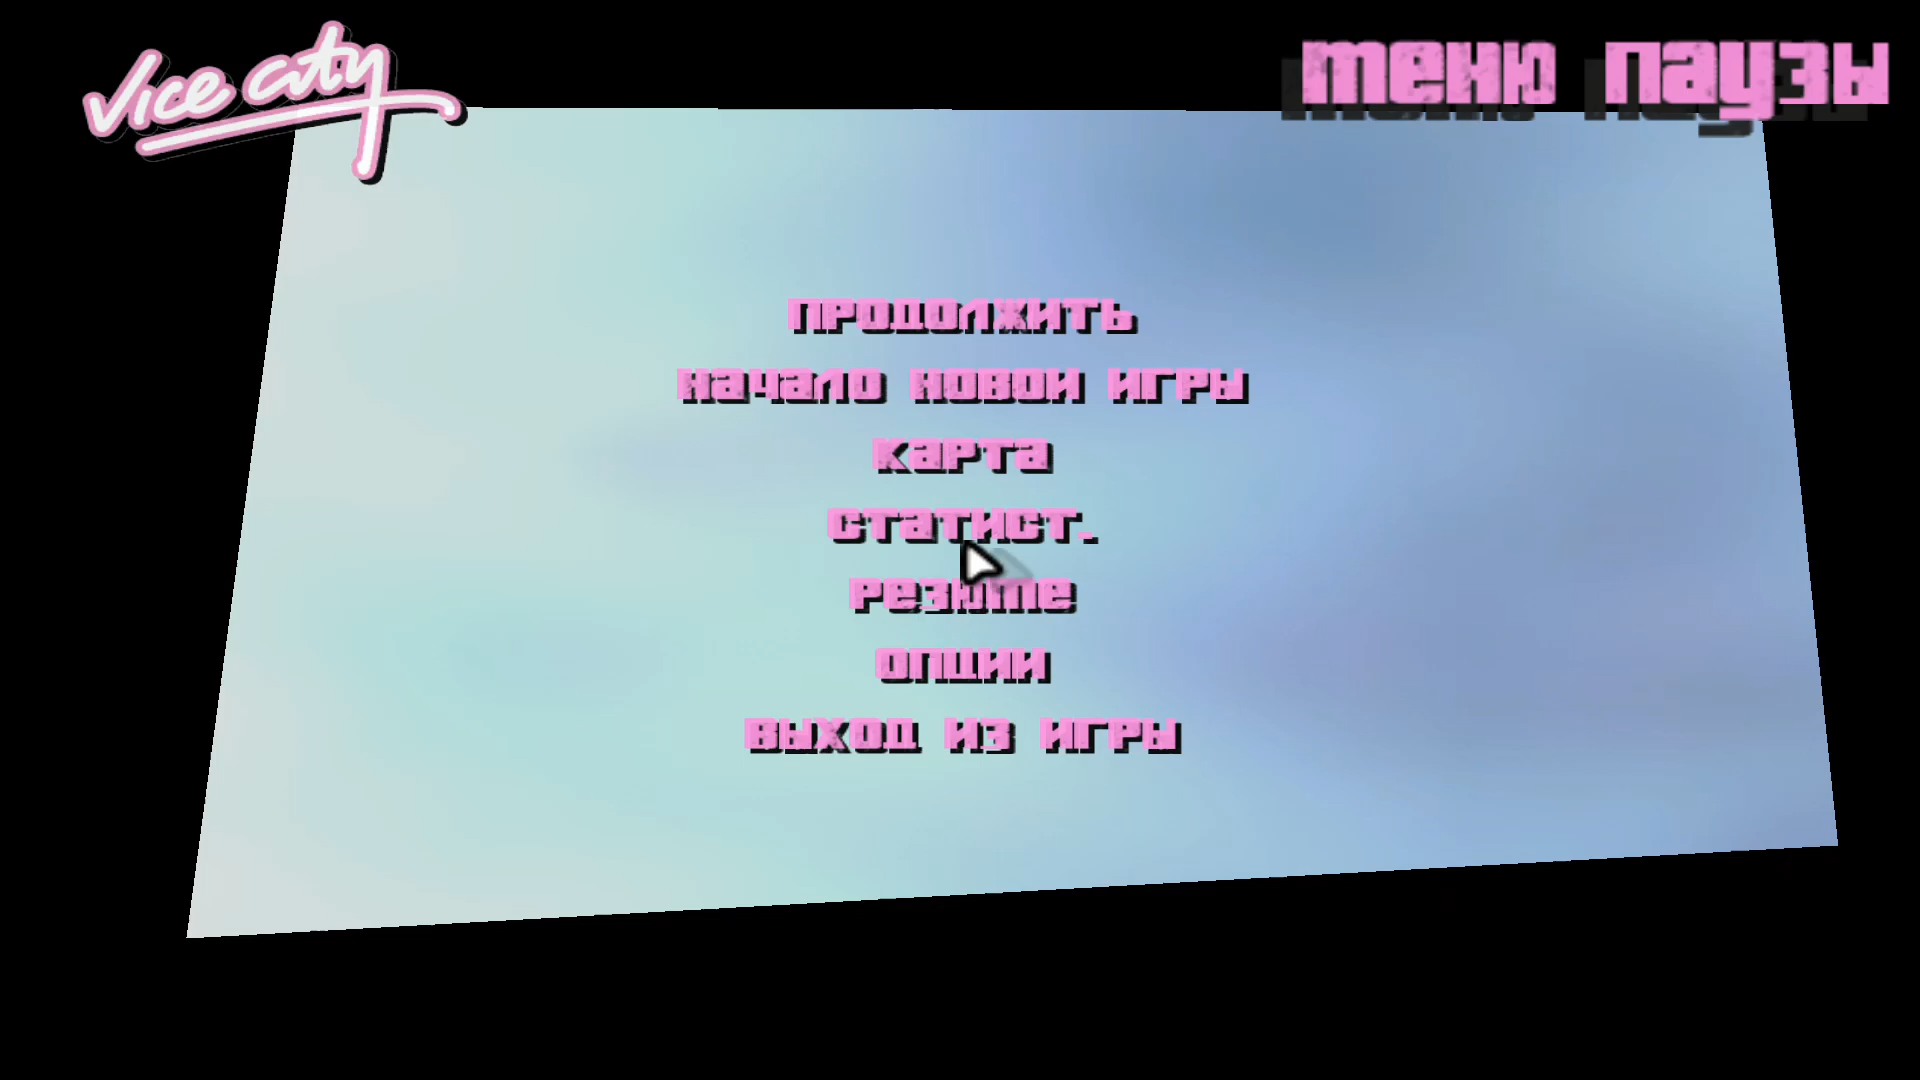 vice city
меню паузы
ПРОДОЛЖИТЬ
начало новой игры
карта
статист.
резюме
опции
выход из игры